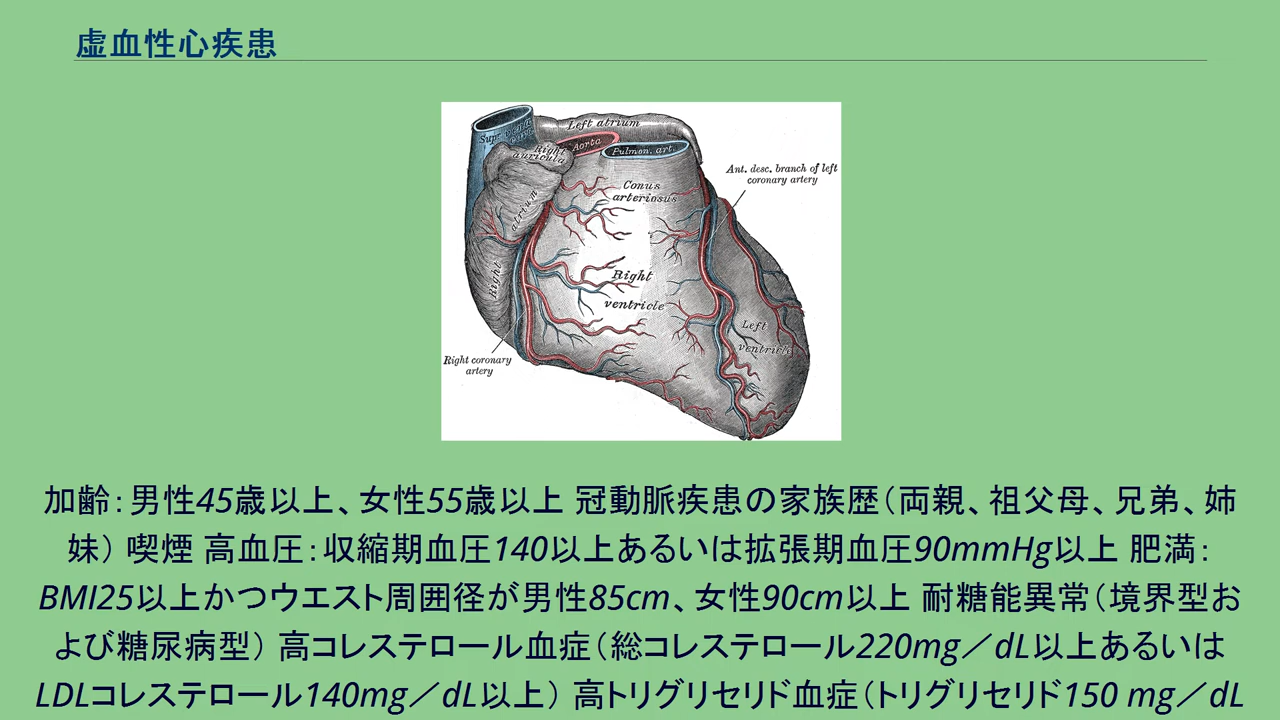 虚血性心疾患
Left atrium
Right
auricula
Aorta
Pulmon. art.
Ant. desc. branch of left
coronary artery
Conus
arteriosus
Right atrium
Right
ventricle
Left
ventricle
Right coronary
artery
加齢：男性45歳以上、女性55歳以上 冠動脈疾患の家族歴（両親、祖父母、兄弟、姉
妹） 喫煙 高血圧：収縮期血圧140以上あるいは拡張期血圧90mmHg以上 肥満：
BMI25以上かつウエスト周囲径が男性85cm、女性90cm以上 耐糖能異常（境界型お
よび糖尿病型） 高コレステロール血症（総コレステロール220mg／dL以上あるいは
LDLコレステロール140mg／dL以上） 高トリグリセリド血症（トリグリセリド150 mg／dL